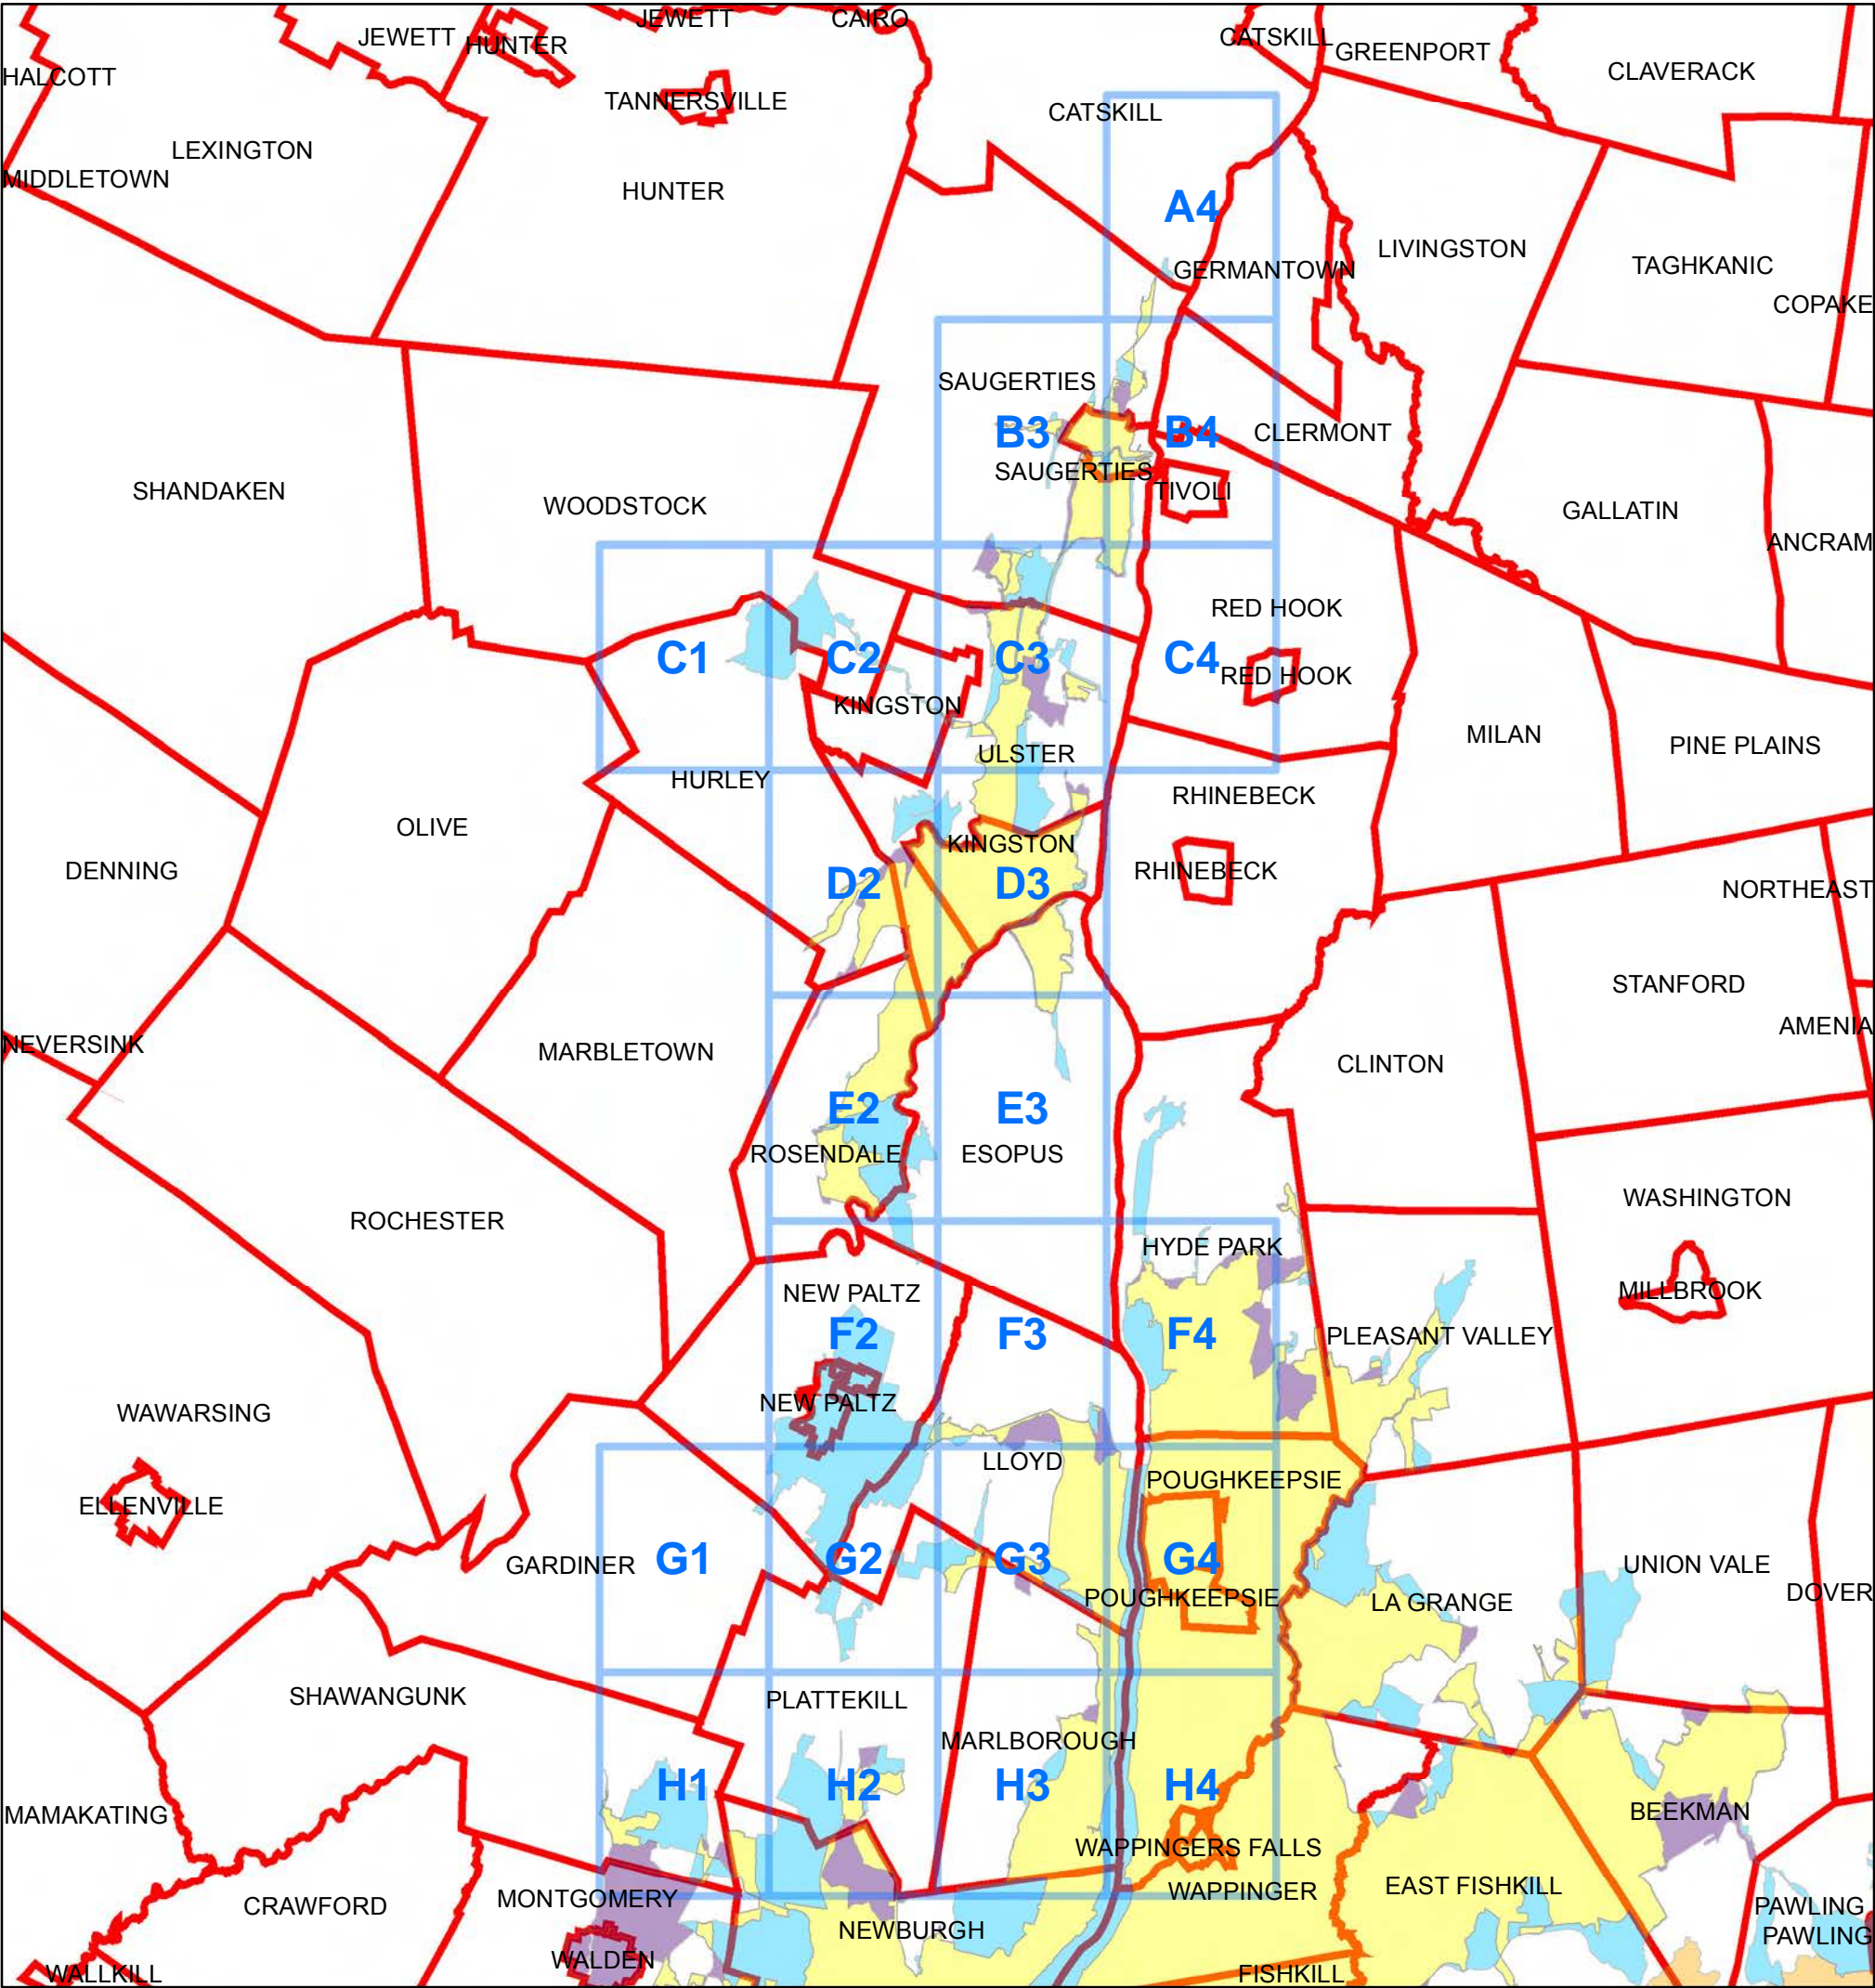 JEWETT
CAIRO
JEWETT
HUNTER
CATSKILL
GREENPORT
HALCOTT
CLAVERACK
TANNERSVILLE
CATSKILL
LEXINGTON
MIDDLETOWN
HUNTER
A4
LIVINGSTON
GERMANTOWN
TAGHKANIC
COPAKE
SAUGERTIES
B3
B4
CLERMONT
SAUGERTIES
SHANDAKEN
TIVOLI
WOODSTOCK
GALLATIN
ANCRAM
RED HOOK
C1
C2
C3
C4
RED HOOK
KINGSTON
MILAN
PINE PLAINS
ULSTER
HURLEY
RHINEBECK
OLIVE
KINGSTON
DENNING
RHINEBECK
D2
D3
NORTHEAST
STANFORD
AMENIA
NEVERSINK
MARBLETOWN
CLINTON
E2
E3
ROSENDALE
ESOPUS
WASHINGTON
ROCHESTER
HYDE PARK
NEW PALTZ
MILLBROOK
F2
F3
F4
PLEASANT VALLEY
NEW PALTZ
WAWARSING
LLOYD
POUGHKEEPSIE
ELLENVILLE
GARDINER
G1
G2
G3
G4
UNION VALE
DOVER
POUGHKEEPSIE
LA GRANGE
SHAWANGUNK
PLATTEKILL
MARLBOROUGH
H1
H2
H3
H4
MAMAKATING
BEEKMAN
WAPPINGERS FALLS
EAST FISHKILL
WAPPINGER
MONTGOMERY
CRAWFORD
PAWLING
NEWBURGH
PAWLING
WALDEN
WALLKILL
FISHKILL